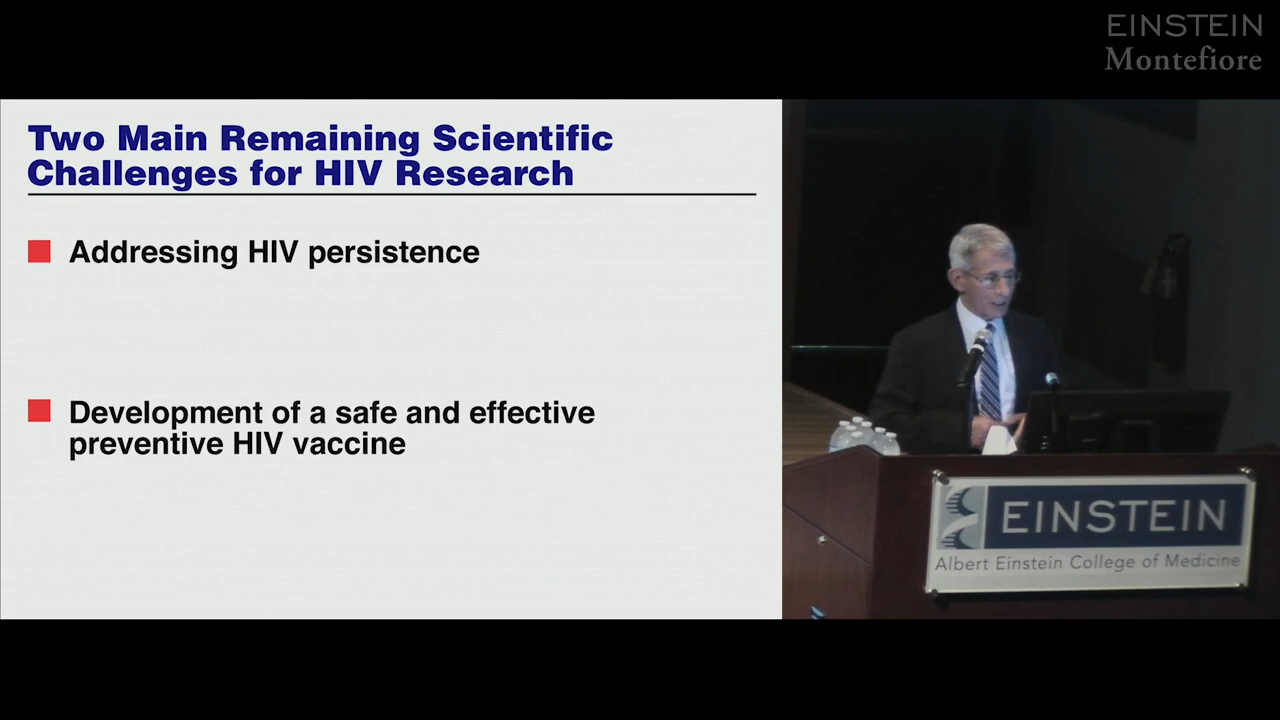 EINSTEIN
Montefiore
Two Main Remaining Scientific
Challenges for HIV Research
Addressing HIV persistence
Development of a safe and effective
preventive HIV vaccine
EINSTEIN
Albert Einstein College of Medicine